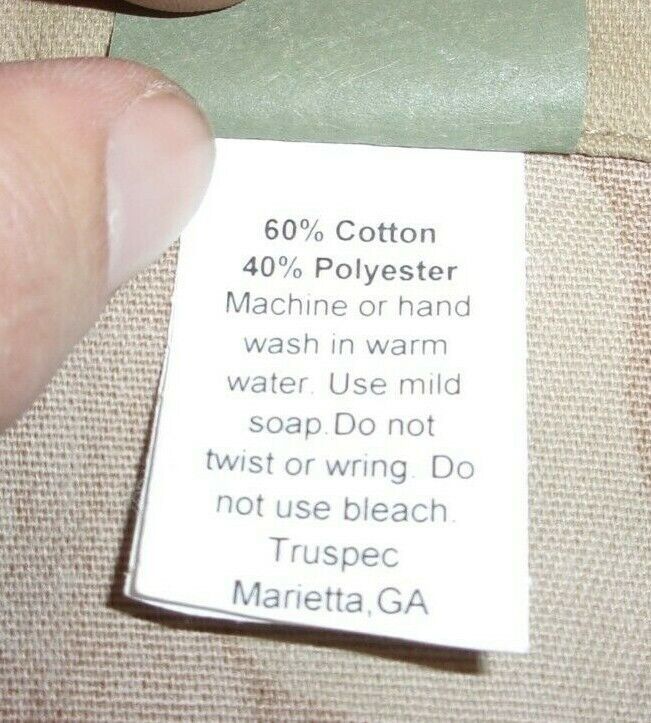 60% Cotton
40% Polyester
Machine or hand
wash in warm
water. Use mild
soap.Do not
twist or wring. Do
not use bleach.
Truspec
Marietta,GA